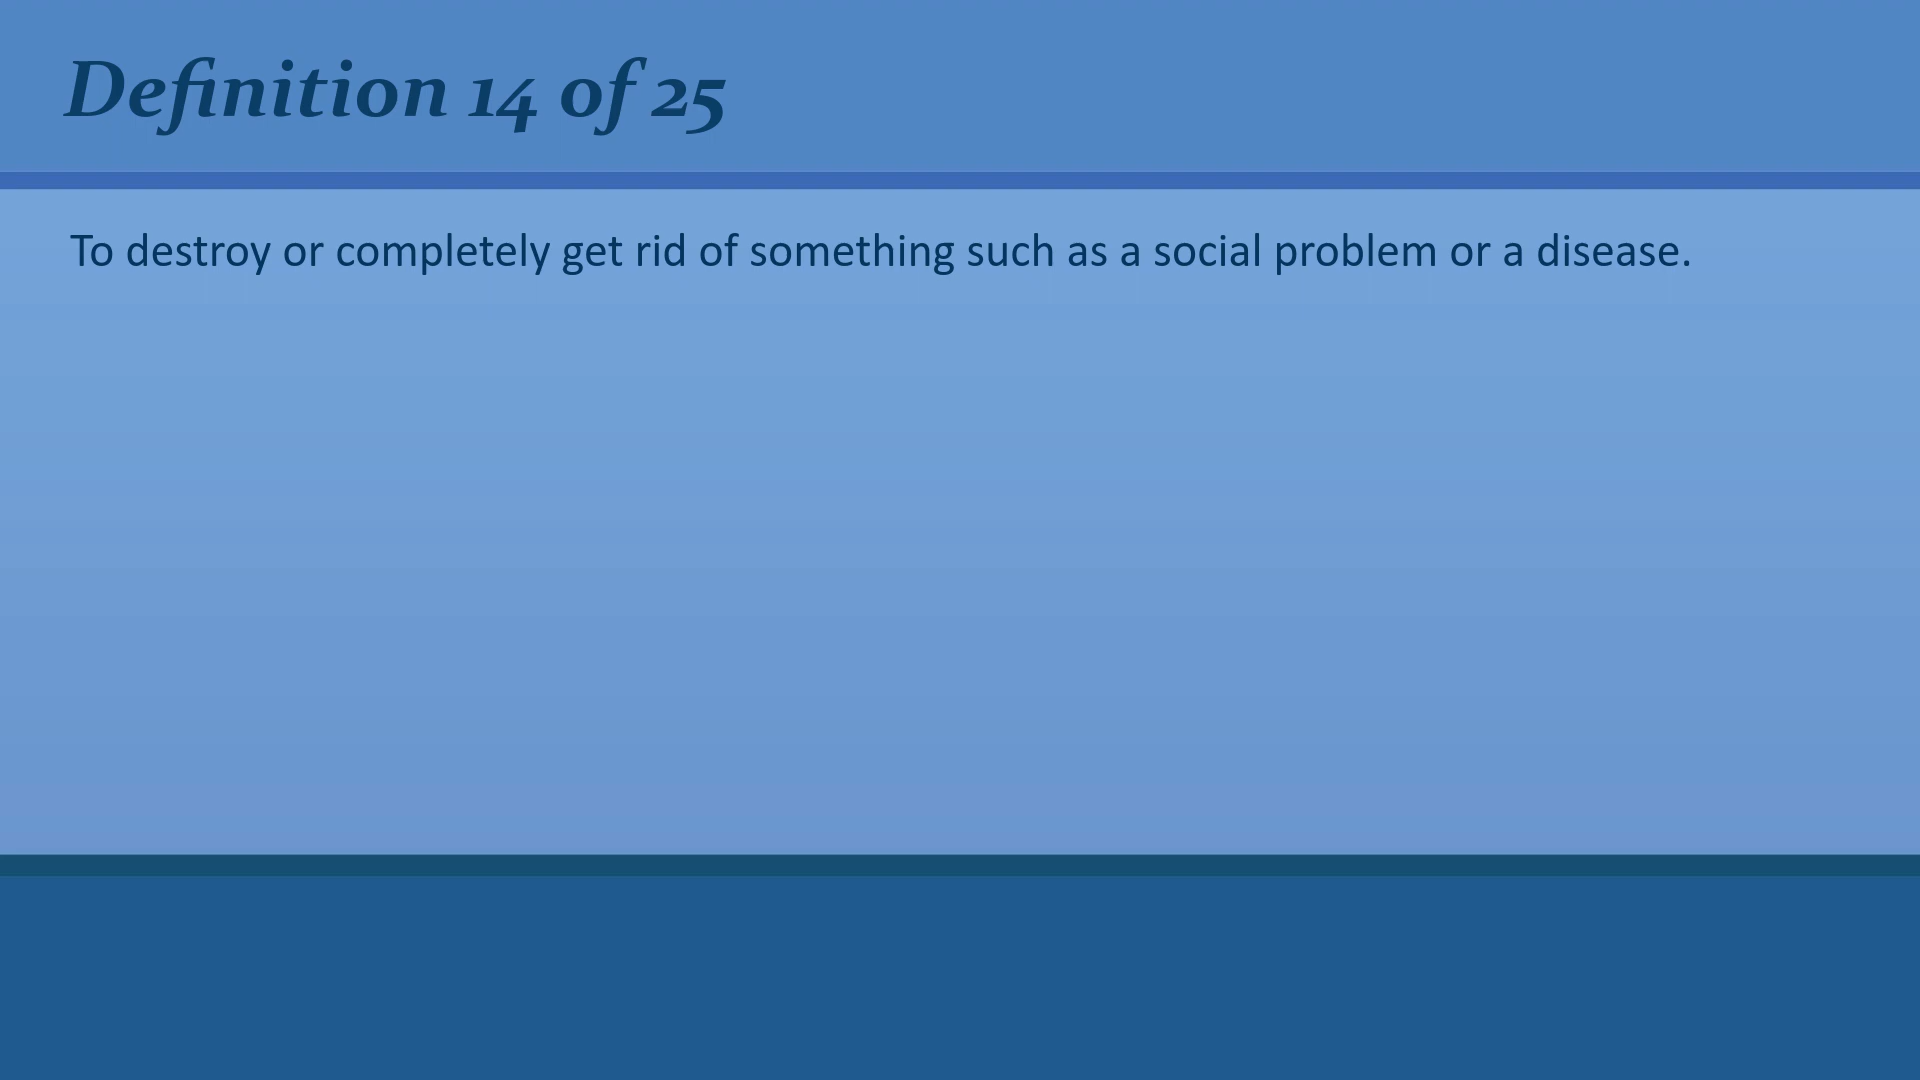 Definition 14 of 25
To destroy or completely get rid of something such as a social problem or a disease.